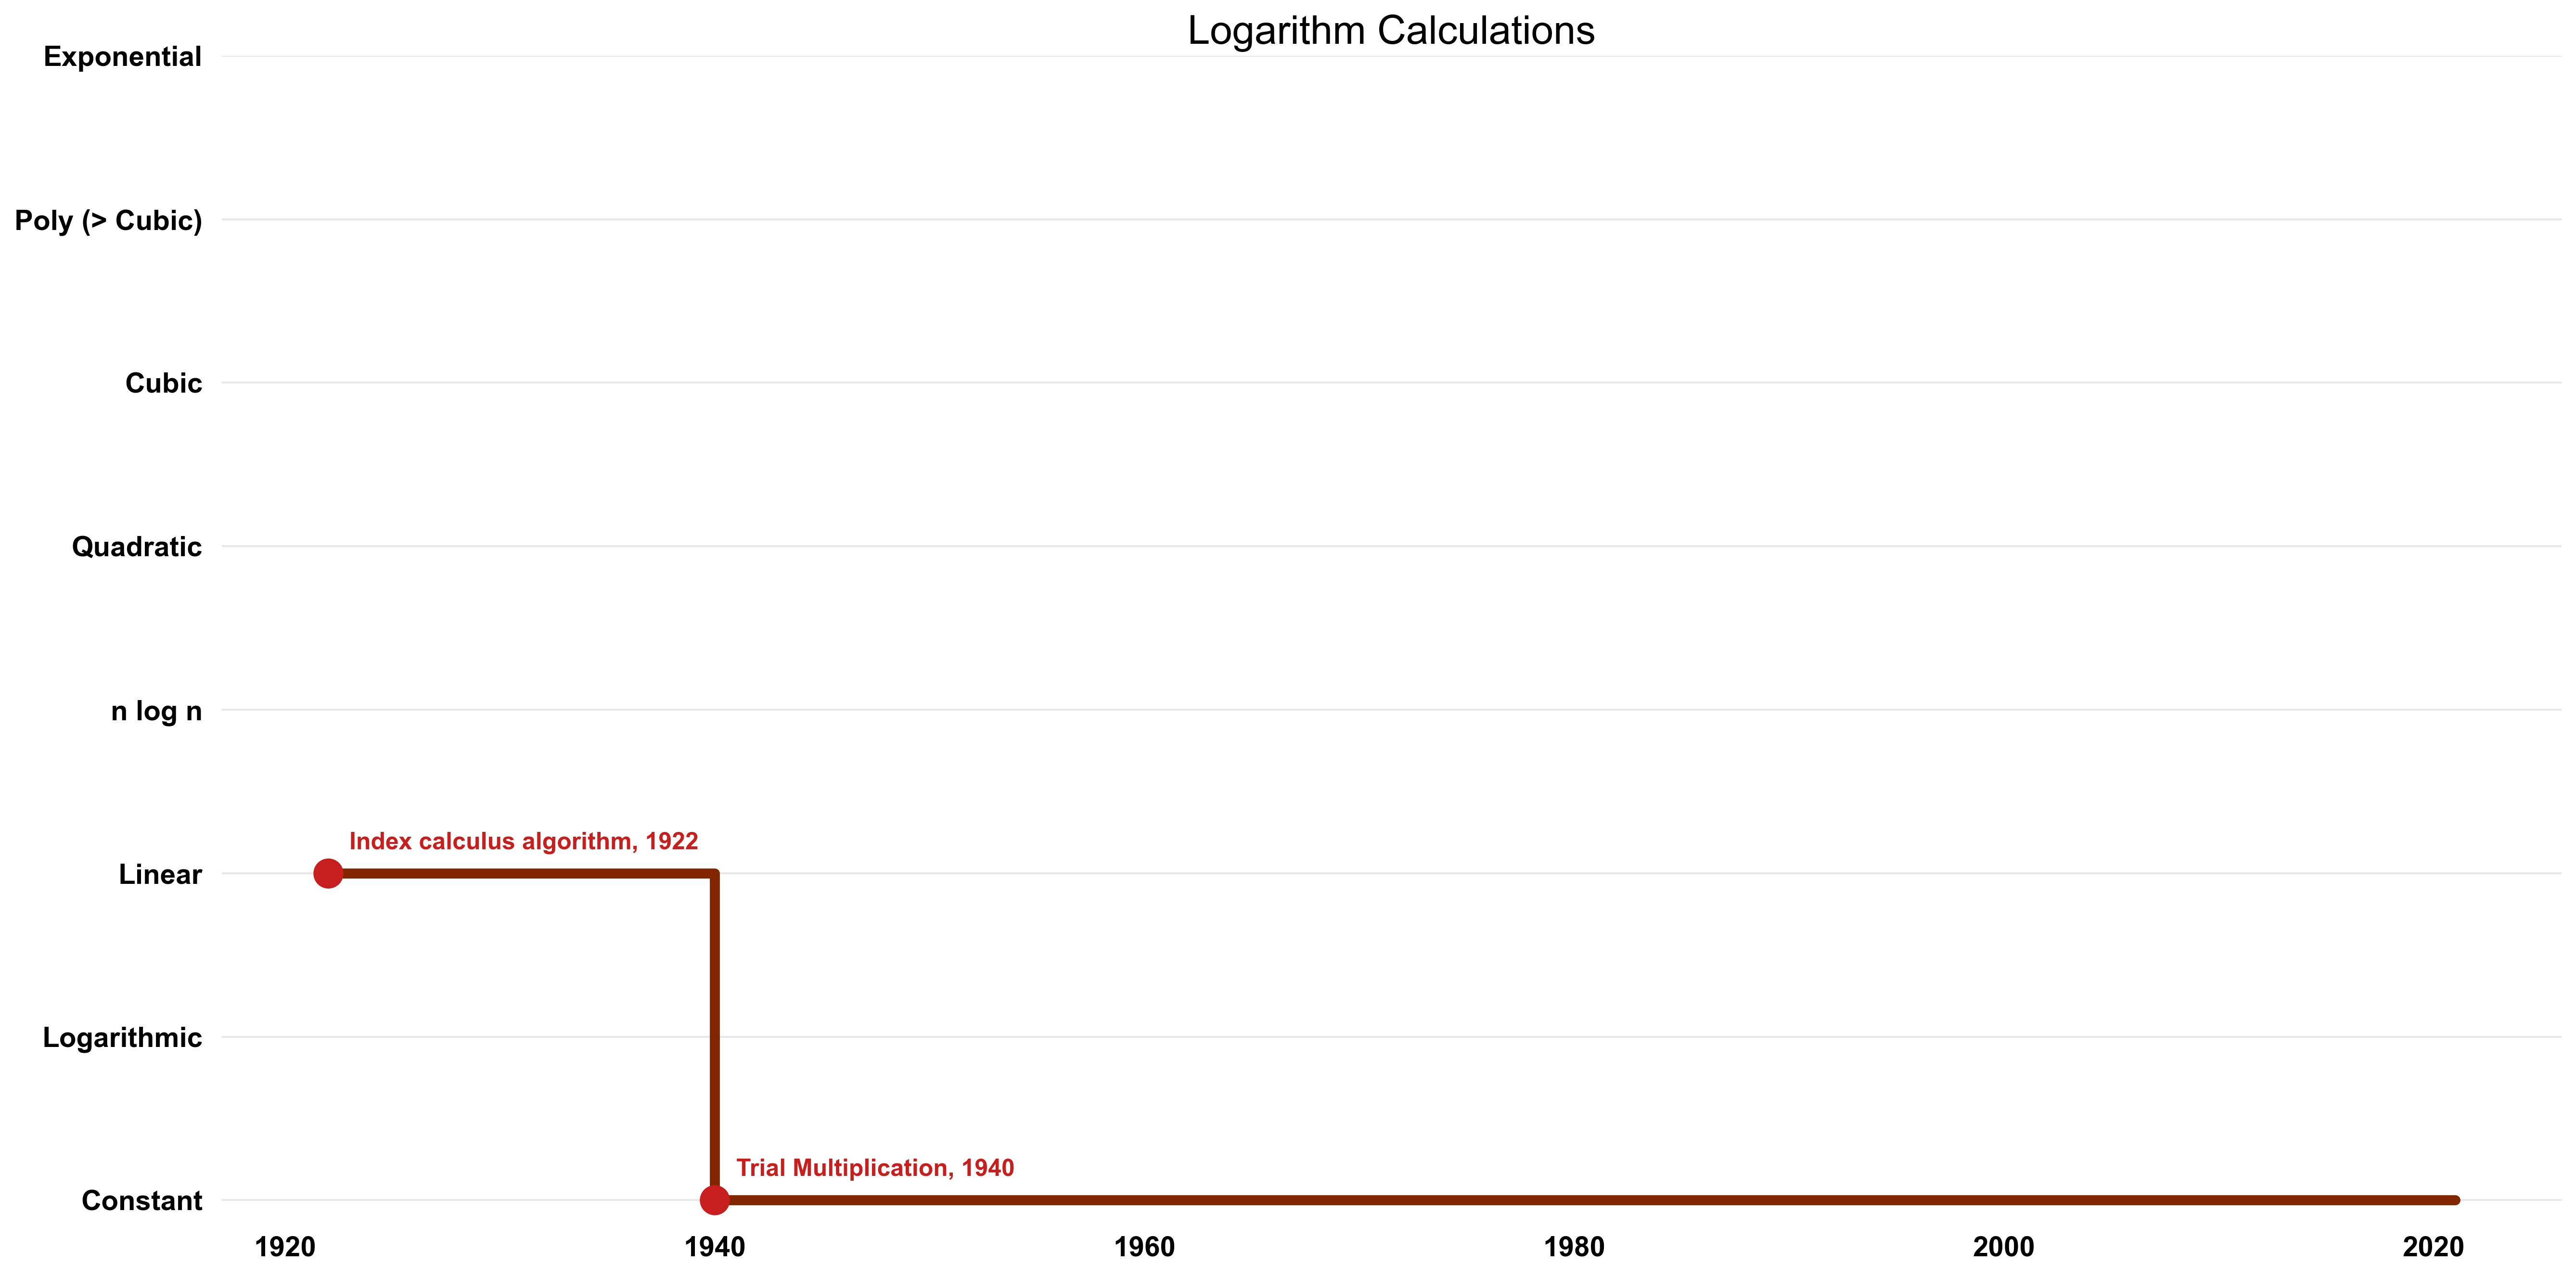 Logarithm Calculations
Exponential
Poly (> Cubic)
Cubic
Quadratic
n log n
Index calculus algorithm, 1922
Linear
Logarithmic
Trial Multiplication, 1940
Constant
1920 1940 1960 1980 2000 2020